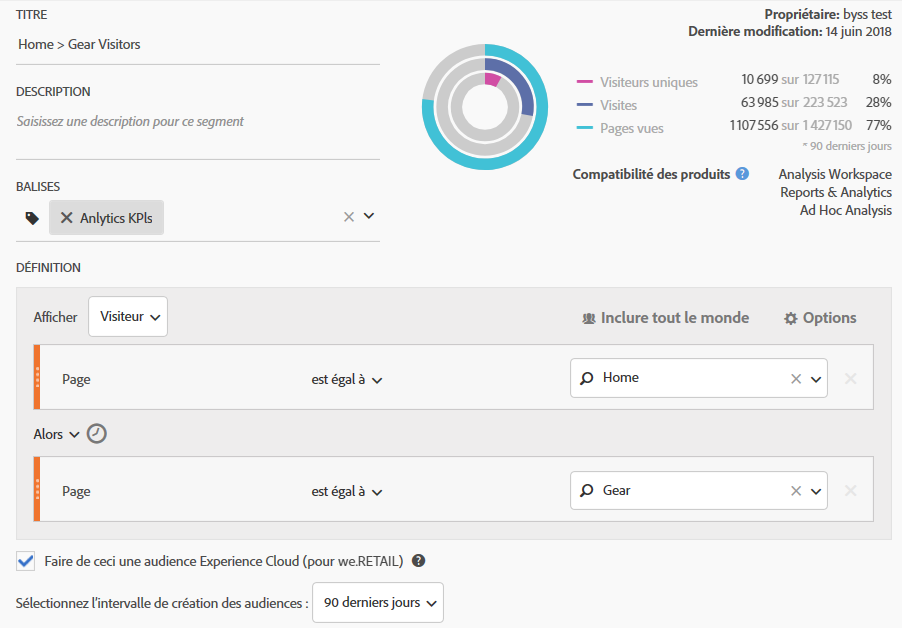 TITRE
Home > Gear Visitors
DESCRIPTION
Saisissez une description pour ce segment
BALISES
Anlytics KPIs
Propriétaire: byss test
Dernière modification: 14 juin 2018
Visiteurs uniques 10 699 sur 127 115 8%
Visites 63 985 sur 223 523 28%
Pages vues 1 107 556 sur 1 427 150 77%
* 90 derniers jours
Compatibilité des produits ? Analysis Workspace
Reports & Analytics
Ad Hoc Analysis
DÉFINITION
Afficher Visiteur Inclure tout le monde Options
Page est égal à Home
Alors
Page est égal à Gear
Faire de ceci une audience Experience Cloud (pour we.RETAIL) ?
Sélectionnez l'intervalle de création des audiences : 90 derniers jours